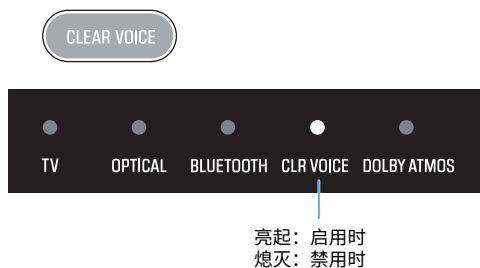 CLEAR VOICE
TV OPTICAL BLUETOOTH CLR VOICE DOLBY ATMOS
亮起：启用时
熄灭：禁用时